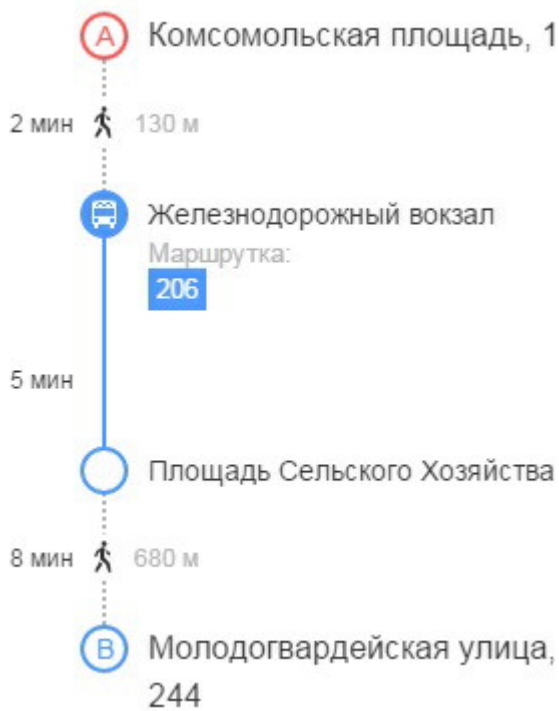 A Комсомольская площадь, 1
2 мин 130 м
Железнодорожный вокзал
Маршрутка:
206
5 мин
Площадь Сельского Хозяйства
8 мин 680 м
B Молодогвардейская улица,
244